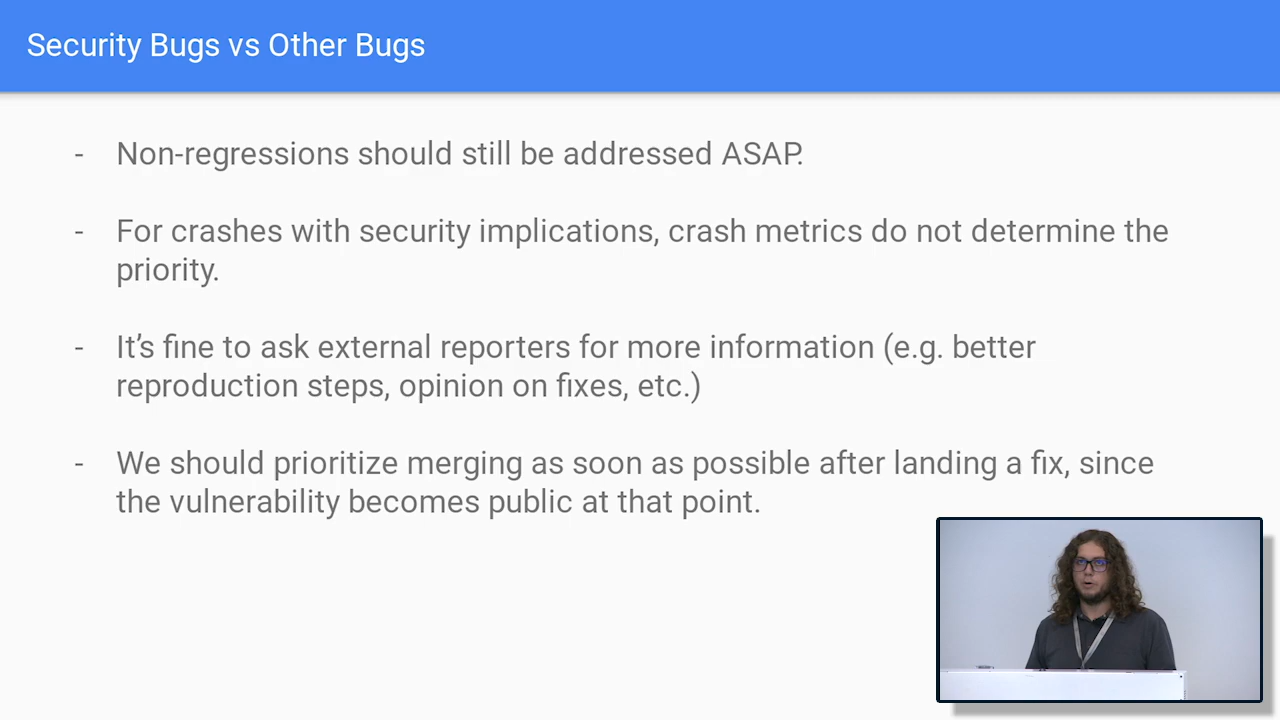 Security Bugs vs Other Bugs
- Non-regressions should still be addressed ASAP.
- For crashes with security implications, crash metrics do not determine the
priority.
- It’s fine to ask external reporters for more information (e.g. better
reproduction steps, opinion on fixes, etc.)
- We should prioritize merging as soon as possible after landing a fix, since
the vulnerability becomes public at that point.